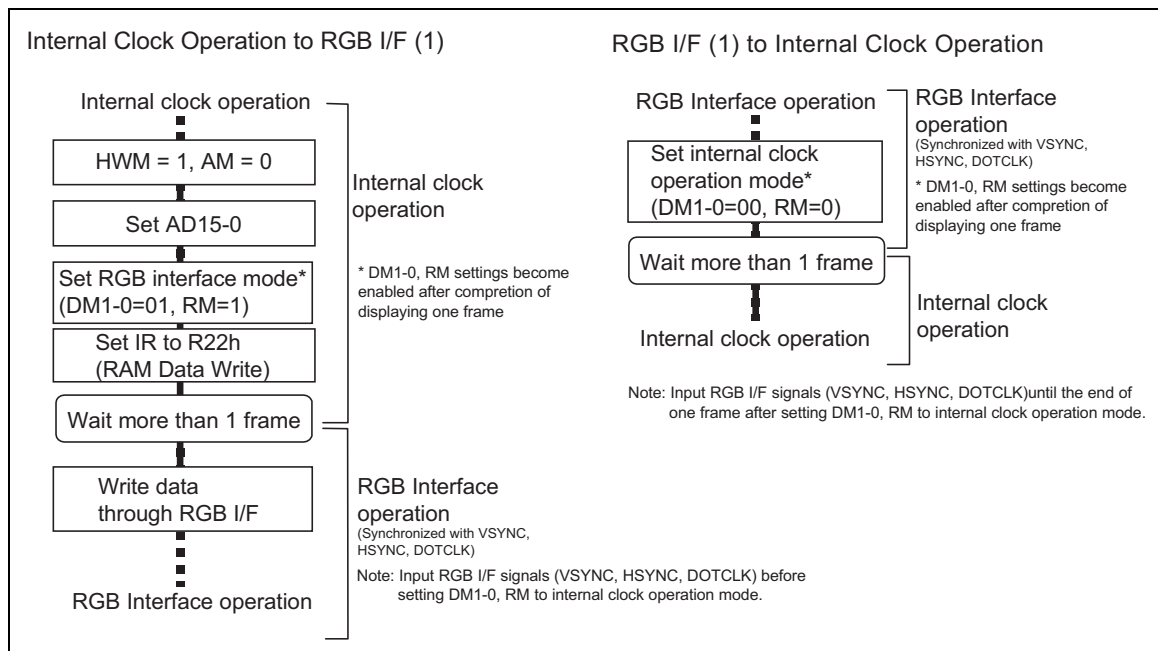 Internal Clock Operation to RGB I/F (1)
Internal clock operation
HWM = 1, AM = 0
Set AD15-0
Set RGB interface mode*
(DM1-0=01, RM=1)
Set IR to R22h
(RAM Data Write)
Wait more than 1 frame
Write data
through RGB I/F
RGB Interface operation
Internal clock
operation
* DM1-0, RM settings become
enabled after compretion of
displaying one frame
RGB Interface
operation
(Synchronized with VSYNC,
HSYNC, DOTCLK)
Note: Input RGB I/F signals (VSYNC, HSYNC, DOTCLK) before
setting DM1-0, RM to internal clock operation mode.
RGB I/F (1) to Internal Clock Operation
RGB Interface operation
Set internal clock
operation mode*
(DM1-0=00, RM=0)
Wait more than 1 frame
Internal clock operation
RGB Interface
operation
(Synchronized with VSYNC,
HSYNC, DOTCLK)
* DM1-0, RM settings become
enabled after compretion of
displaying one frame
Internal clock
operation
Note: Input RGB I/F signals (VSYNC, HSYNC, DOTCLK)until the end of
one frame after setting DM1-0, RM to internal clock operation mode.